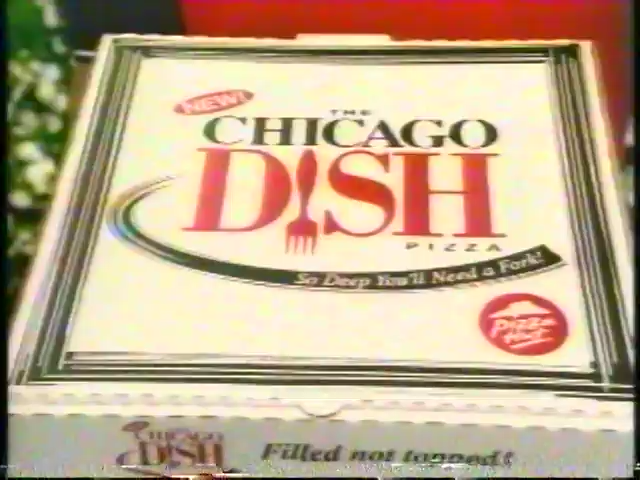 NEW!
THE
CHICAGO
DISH
PIZZA
So Deep You'll Need a Fork!
Pizza
Hut
CHICAGO
DISH
Filled not topped!